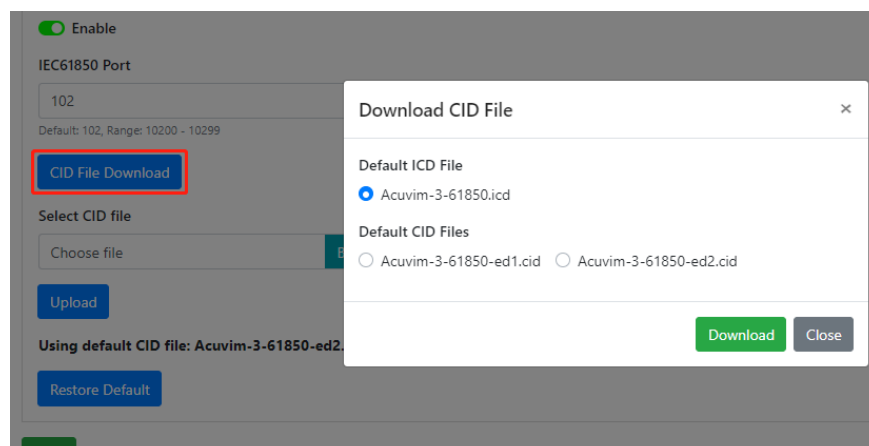 Enable
IEC61850 Port
102
Default: 102, Range: 10200 - 10299
CID File Download
Select CID file
Choose file
Upload
Using default CID file: Acuvim-3-61850-ed2.
Restore Default
Download CID File
×
Default ICD File
Acuvim-3-61850.icd
Default CID Files
Acuvim-3-61850-ed1.cid Acuvim-3-61850-ed2.cid
Download Close